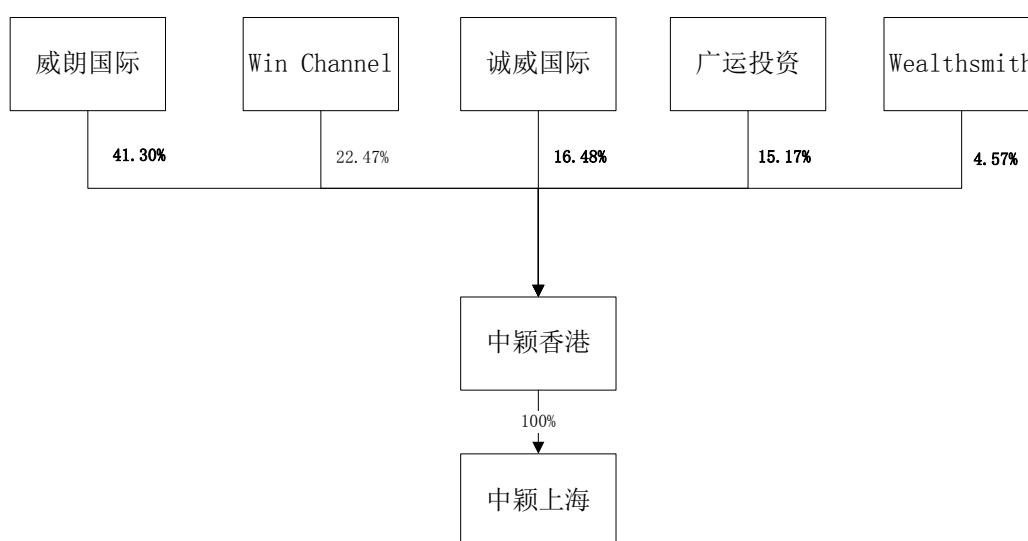 威朗国际
Win Channel
诚威国际
广运投资
Wealthsmith
41.30%
22.47%
16.48%
15.17%
4.57%
中颖香港
100%
中颖上海